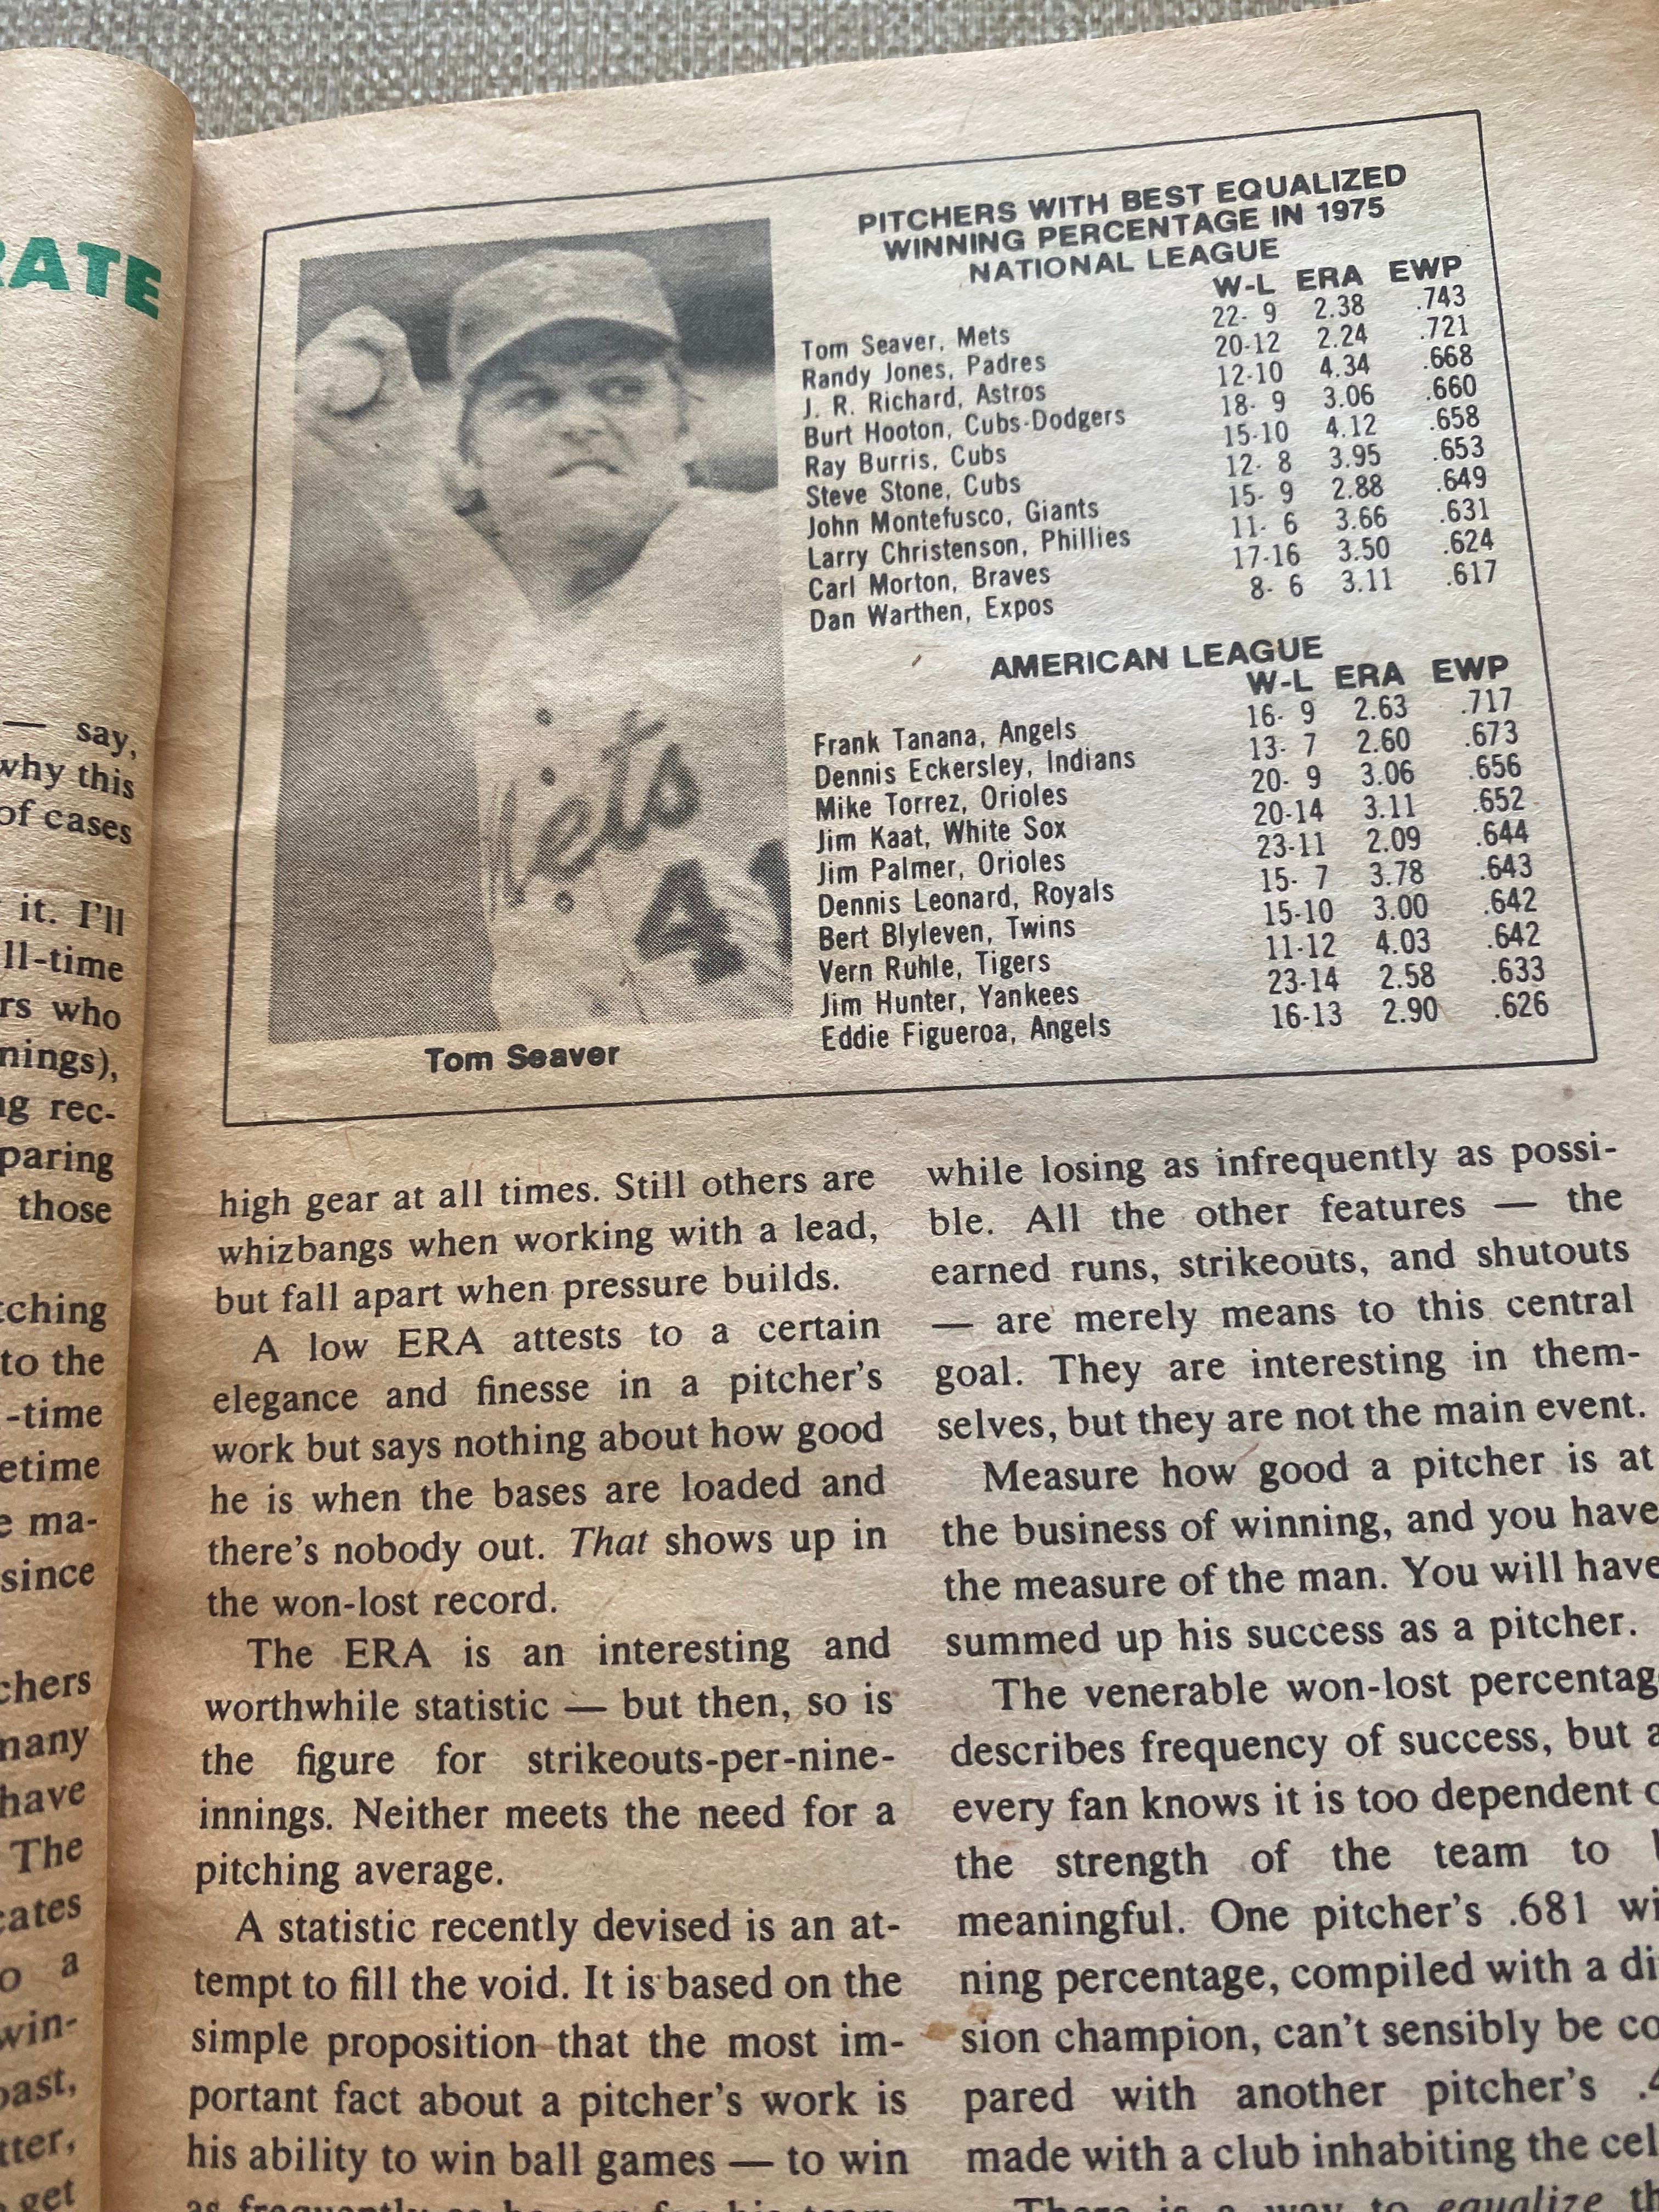 RATE
— say,
why this
of cases
it. I'll
ll-time
rs who
nings),
ng rec-
paring
those
tching
to the
-time
etime
e ma-
since
chers
many
have
The
cates
o a
win-
past,
tter,
get
PITCHERS WITH BEST EQUALIZED
WINNING PERCENTAGE IN 1975
NATIONAL LEAGUE
W-L ERA EWP
Tom Seaver, Mets 22- 9 2.38 .743
Randy Jones, Padres 20-12 2.24 .721
J. R. Richard, Astros 12-10 4.34 .668
Burt Hooton, Cubs-Dodgers 18- 9 3.06 .660
Ray Burris, Cubs 15-10 4.12 .658
Steve Stone, Cubs 12- 8 3.95 .653
John Montefusco, Giants 15- 9 2.88 .649
Larry Christenson, Phillies 11- 6 3.66 .631
Carl Morton, Braves 17-16 3.50 .624
Dan Warthen, Expos 8- 6 3.11 .617
AMERICAN LEAGUE
W-L ERA EWP
Frank Tanana, Angels 16- 9 2.63 .717
Dennis Eckersley, Indians 13- 7 2.60 .673
Mike Torrez, Orioles 20- 9 3.06 .656
Jim Kaat, White Sox 20-14 3.11 .652
Jim Palmer, Orioles 23-11 2.09 .644
Dennis Leonard, Royals 15- 7 3.78 .643
Bert Blyleven, Twins 15-10 3.00 .642
Vern Ruhle, Tigers 11-12 4.03 .642
Jim Hunter, Yankees 23-14 2.58 .633
Eddie Figueroa, Angels 16-13 2.90 .626
ets
41
Tom Seaver
high gear at all times. Still others are
whizbangs when working with a lead,
but fall apart when pressure builds.
A low ERA attests to a certain
elegance and finesse in a pitcher's
work but says nothing about how good
he is when the bases are loaded and
there's nobody out. That shows up in
the won-lost record.
The ERA is an interesting and
worthwhile statistic — but then, so is
the figure for strikeouts-per-nine-
innings. Neither meets the need for a
pitching average.
A statistic recently devised is an at-
tempt to fill the void. It is based on the
simple proposition that the most im-
portant fact about a pitcher's work is
his ability to win ball games — to win
as frequently as he can for his team
while losing as infrequently as possi-
ble. All the other features — the
earned runs, strikeouts, and shutouts
— are merely means to this central
goal. They are interesting in them-
selves, but they are not the main event.
Measure how good a pitcher is at
the business of winning, and you have
the measure of the man. You will have
summed up his success as a pitcher.
The venerable won-lost percentag
describes frequency of success, but a
every fan knows it is too dependent o
the strength of the team to b
meaningful. One pitcher's .681 wi
ning percentage, compiled with a di
sion champion, can't sensibly be co
pared with another pitcher's .4
made with a club inhabiting the cel
There is a way to equalize th